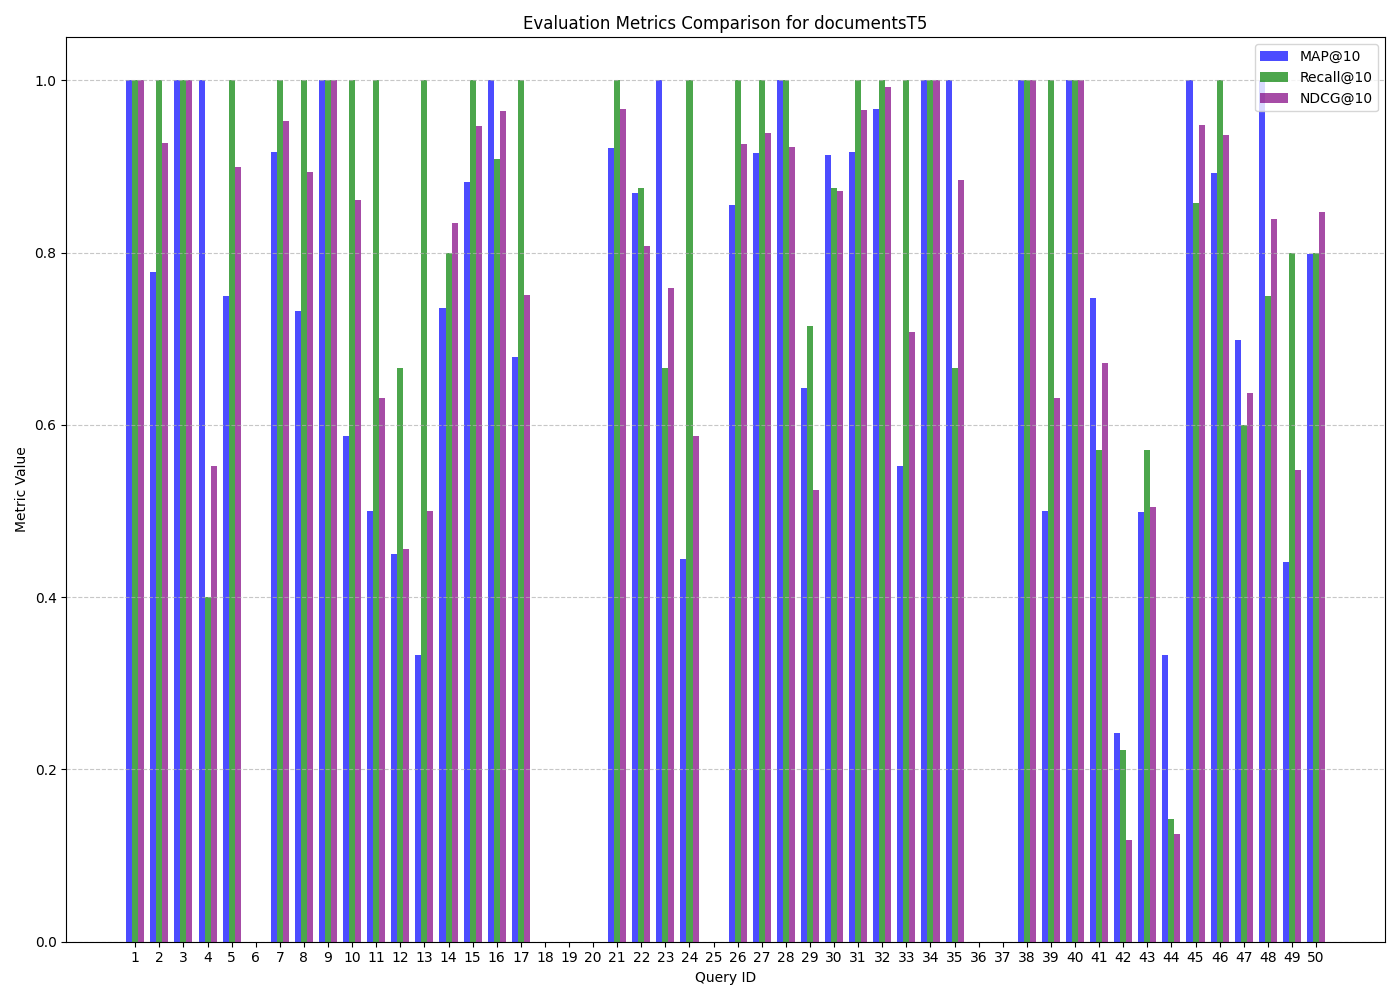 Evaluation Metrics Comparison for documentsT5
MAP@10
Recall@10
NDCG@10
Metric Value
1.0
0.8
0.6
0.4
0.2
0.0
1 2 3 4 5 6 7 8 9 10 11 12 13 14 15 16 17 18 19 20 21 22 23 24 25 26 27 28 29 30 31 32 33 34 35 36 37 38 39 40 41 42 43 44 45 46 47 48 49 50
Query ID